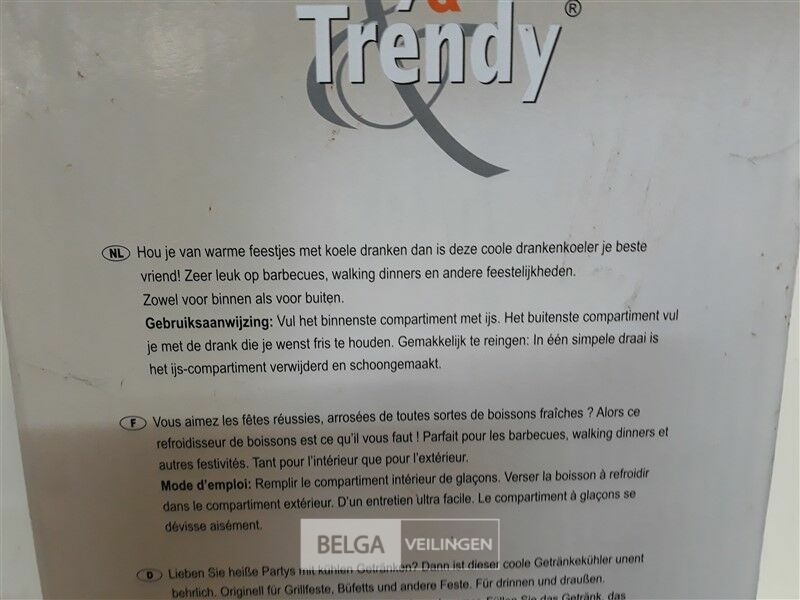 &
Trendy®
NL Hou je van warme feestjes met koele dranken dan is deze coole drankenkoeler je beste
vriend! Zeer leuk op barbecues, walking dinners en andere feestelijkheden.
Zowel voor binnen als voor buiten.
Gebruiksaanwijzing: Vul het binnenste compartiment met ijs. Het buitenste compartiment vul
je met de drank die je wenst fris te houden. Gemakkelijk te reingen: In één simpele draai is
het ijs-compartiment verwijderd en schoongemaakt.
F Vous aimez les fêtes réussies, arrosées de toutes sortes de boissons fraîches ? Alors ce
refroidisseur de boissons est ce qu'il vous faut ! Parfait pour les barbecues, walking dinners et
autres festivités. Tant pour l'intérieur que pour l'extérieur.
Mode d'emploi: Remplir le compartiment intérieur de glaçons. Verser la boisson à refroidir
dans le compartiment extérieur. D'un entretien ultra facile. Le compartiment à glaçons se
dévisse aisément.
BELGA VEILINGEN
D Lieben Sie heiße Partys mit kühlen Getränken? Dann ist dieser coole Getränkekühler unent
behrlich. Originell für Grillfeste, Büfetts und andere Feste. Für drinnen und draußen.
Füllen Sie das Getränk, das